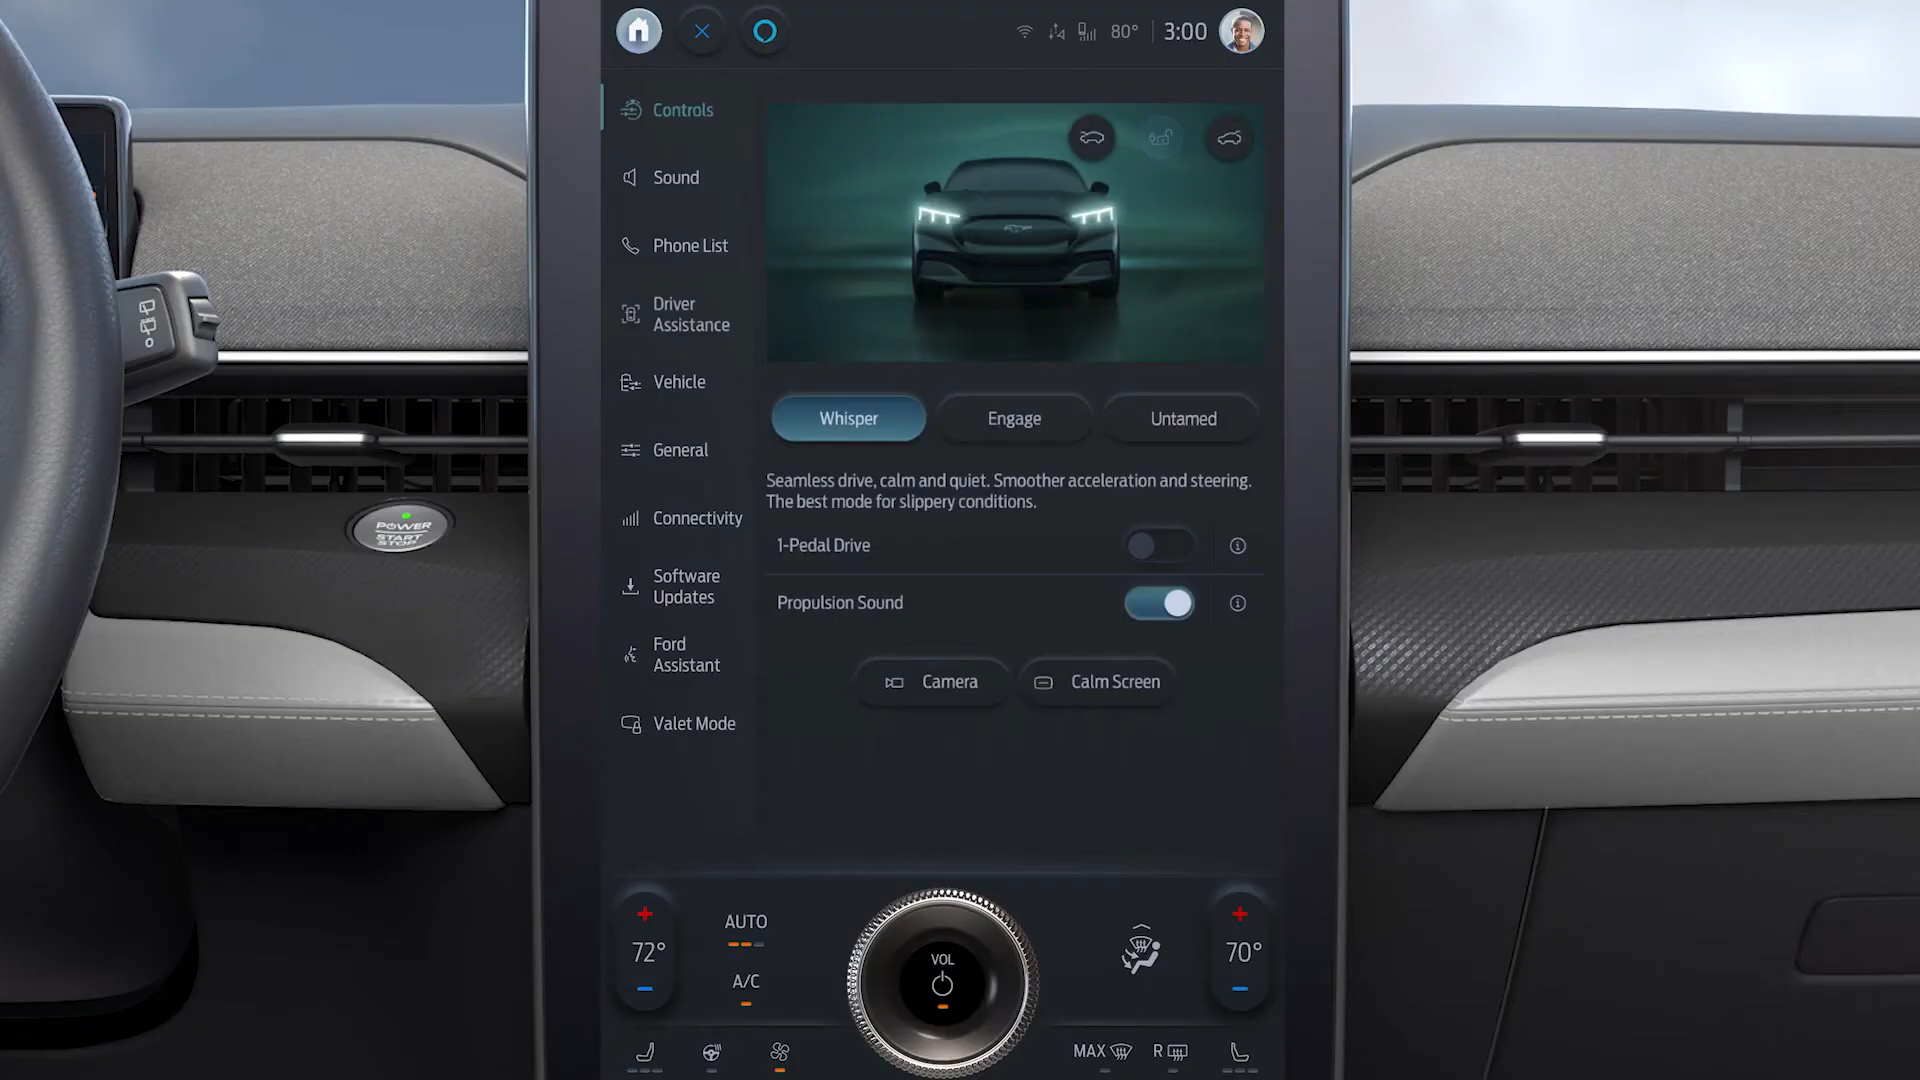 80° 3:00
Controls
Sound
Phone List
Driver
Assistance
Vehicle
General
Connectivity
Software
Updates
Ford
Assistant
Valet Mode
Whisper Engage Untamed
Seamless drive, calm and quiet. Smoother acceleration and steering.
The best mode for slippery conditions.
1-Pedal Drive
Propulsion Sound
Camera Calm Screen
POWER
START
STOP
+ AUTO +
72° VOL 70°
A/C
MAX R